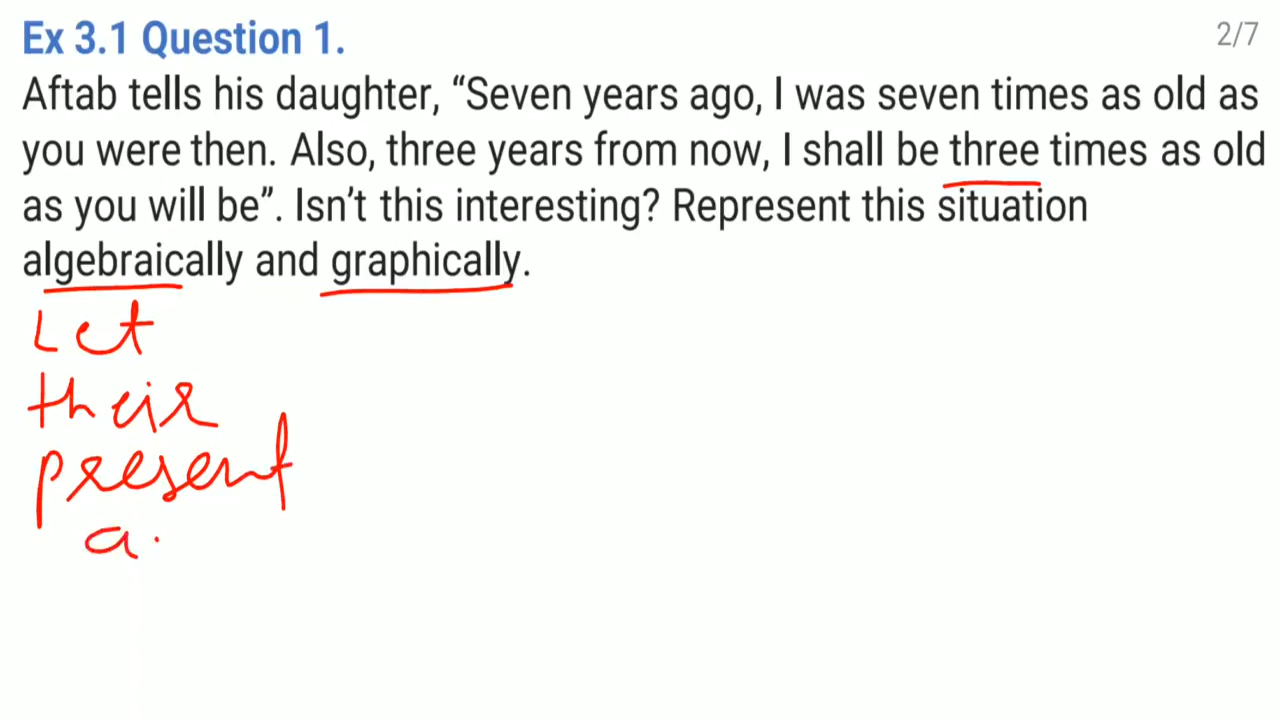 Ex 3.1 Question 1.
2/7
Aftab tells his daughter, “Seven years ago, I was seven times as old as
you were then. Also, three years from now, I shall be three times as old
as you will be”. Isn’t this interesting? Represent this situation
algebraically and graphically.
Let
their
present
a